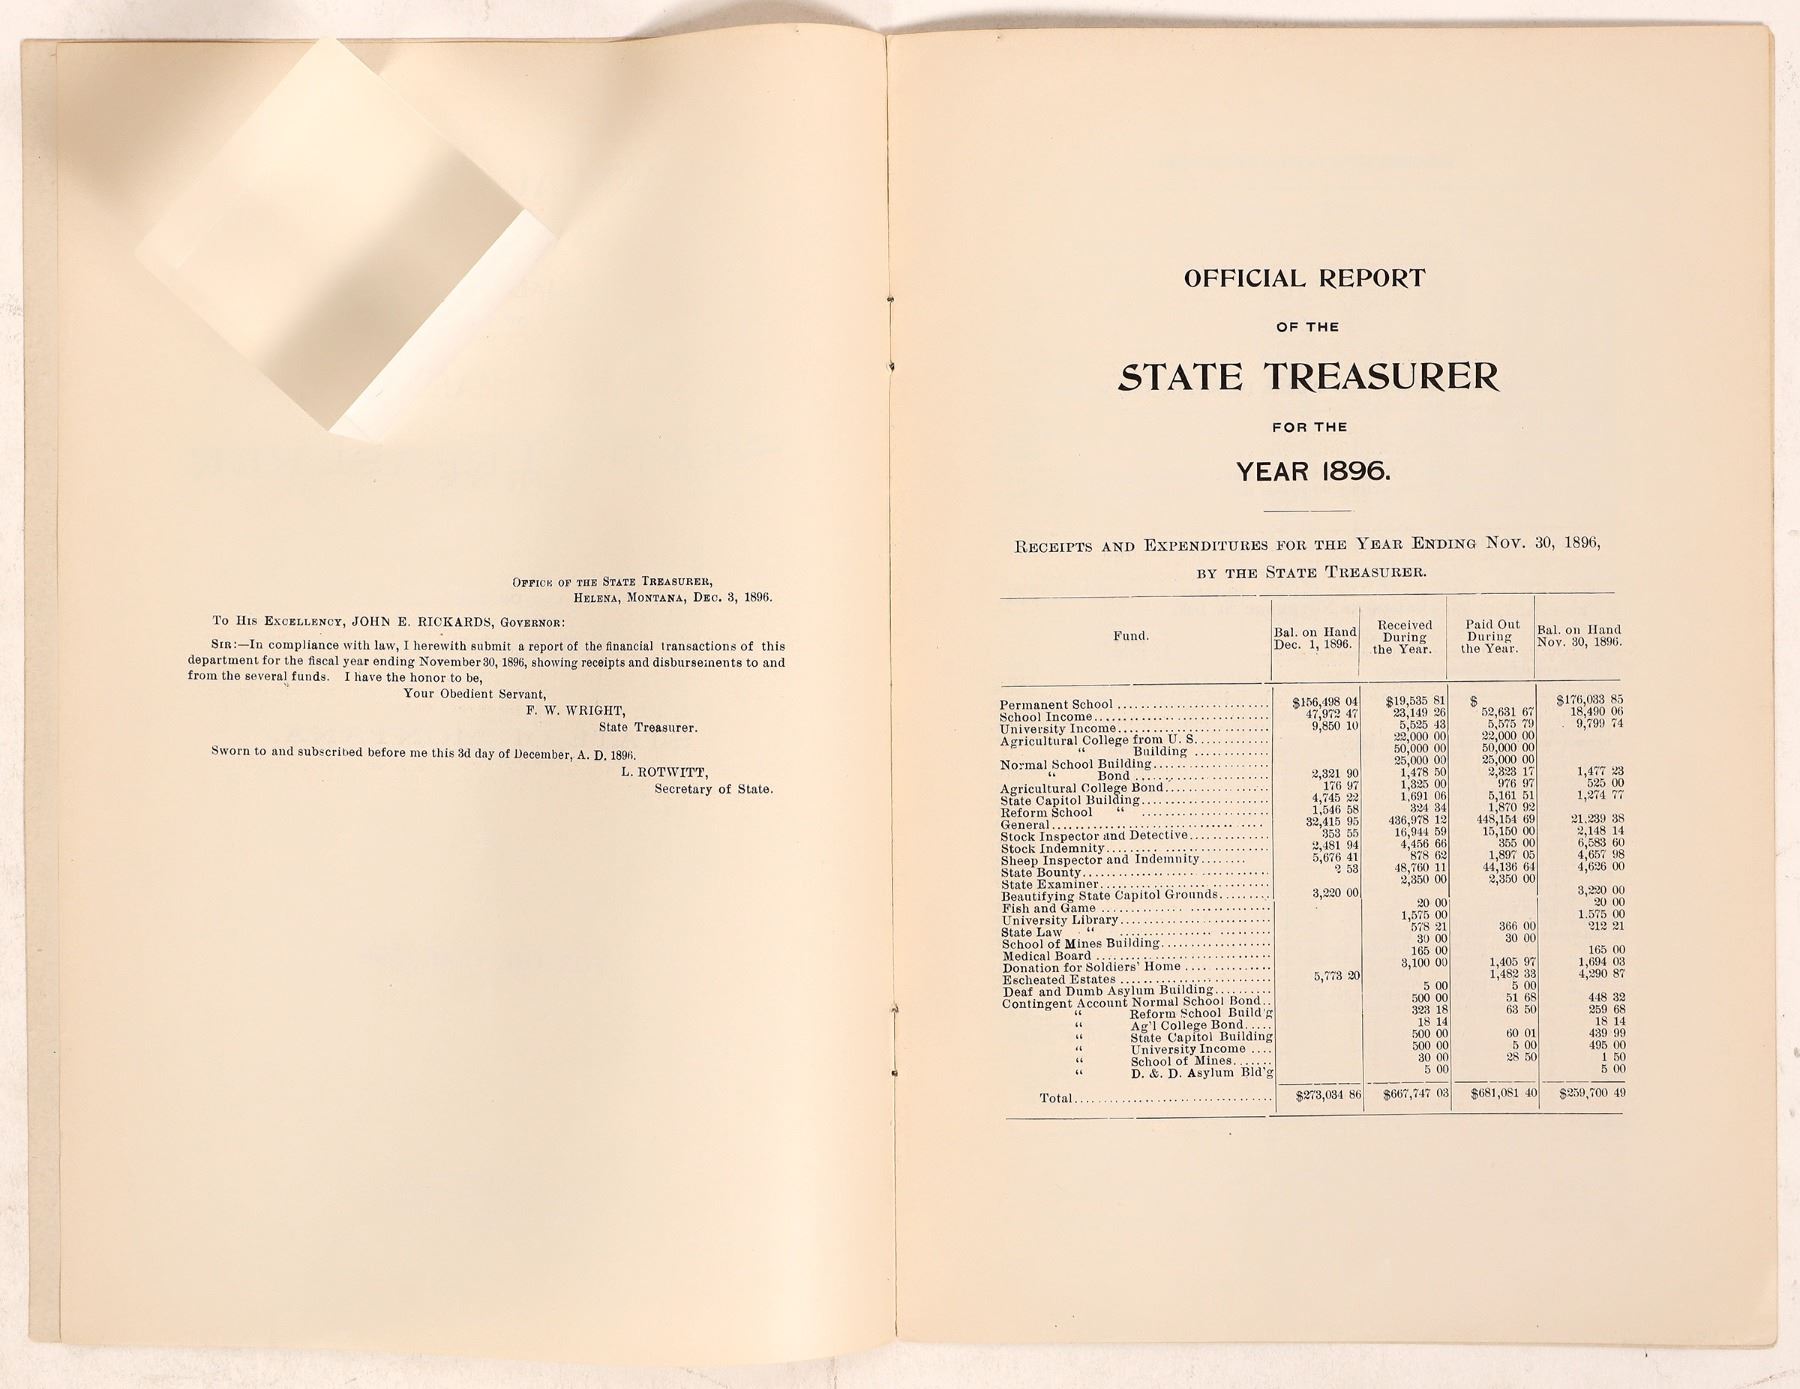 OFFICE OF THE STATE TREASURER,
HELENA, MONTANA, DEC. 3, 1896.
TO HIS EXCELLENCY, JOHN E. RICKARDS, GOVERNOR:
SIR:—In compliance with law, I herewith submit a report of the financial transactions of this
department for the fiscal year ending November 30, 1896, showing receipts and disbursements to and
from the several funds. I have the honor to be,
Your Obedient Servant,
F. W. WRIGHT,
State Treasurer.
Sworn to and subscribed before me this 3d day of December, A. D. 1896.
L. ROTWITT,
Secretary of State.
OFFICIAL REPORT
OF THE
STATE TREASURER
FOR THE
YEAR 1896.
RECEIPTS AND EXPENDITURES FOR THE YEAR ENDING NOV. 30, 1896,
BY THE STATE TREASURER.
Fund. Bal. on Hand Dec. 1, 1896. Received During the Year. Paid Out During the Year. Bal. on Hand Nov. 30, 1896.
Permanent School $156,498 04 $19,535 81 $ $176,033 85
School Income 47,972 47 23,149 26 52,631 67 18,490 06
University Income 9,850 10 5,525 43 5,575 79 9,799 74
Agricultural College from U. S. 22,000 00 22,000 00
" Building 50,000 00 50,000 00
Normal School Building 25,000 00 25,000 00
" Bond 2,321 90 1,478 50 2,323 17 1,477 23
Agricultural College Bond 176 97 1,325 00 976 97 525 00
State Capitol Building 4,745 22 1,691 06 5,161 51 1,274 77
Reform School " 1,546 58 324 34 1,870 92
General 32,415 95 436,978 12 448,154 69 21.239 38
Stock Inspector and Detective 353 55 16,944 59 15,150 00 2,148 14
Stock Indemnity 2,481 94 4,456 66 355 00 6,583 60
Sheep Inspector and Indemnity 5,676 41 878 62 1,897 05 4,657 98
State Bounty 2 53 48,760 11 44,136 64 4,626 00
State Examiner 2,350 00 2,350 00
Beautifying State Capitol Grounds 3,220 00 3,220 00
Fish and Game 20 00 20 00
University Library 1,575 00 1.575 00
State Law " 578 21 366 00 212 21
School of Mines Building 30 00 30 00
Medical Board 165 00 165 00
Donation for Soldiers' Home 3,100 00 1,405 97 1,694 03
Escheated Estates 5,773 20 1,482 33 4,290 87
Deaf and Dumb Asylum Building 5 00 5 00
Contingent Account Normal School Bond 500 00 51 68 448 32
" Reform School Build'g 323 18 63 50 259 68
" Ag'l College Bond 18 14 18 14
" State Capitol Building 500 00 60 01 439 99
" University Income 500 00 5 00 495 00
" School of Mines 30 00 28 50 1 50
" D. & D. Asylum Bld'g 5 00 5 00
Total $273,034 86 $667,747 03 $681,081 40 $259,700 49